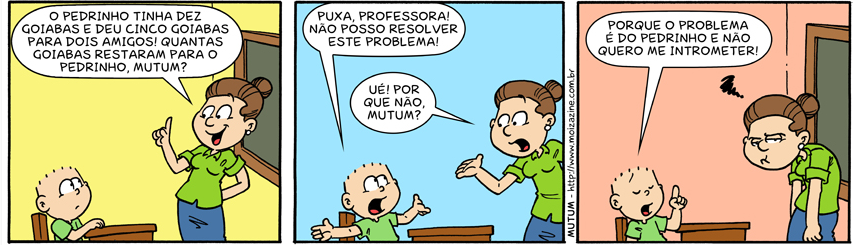 O PEDRINHO TINHA DEZ
GOIABAS E DEU CINCO GOIABAS
PARA DOIS AMIGOS! QUANTAS
GOIABAS RESTARAM PARA O
PEDRINHO, MUTUM?
PUXA, PROFESSORA!
NÃO POSSO RESOLVER
ESTE PROBLEMA!
UÉ! POR
QUE NÃO,
MUTUM?
PORQUE O PROBLEMA
É DO PEDRINHO E NÃO
QUERO ME INTROMETER!
MUTUM - http://www.moizazine.com.br